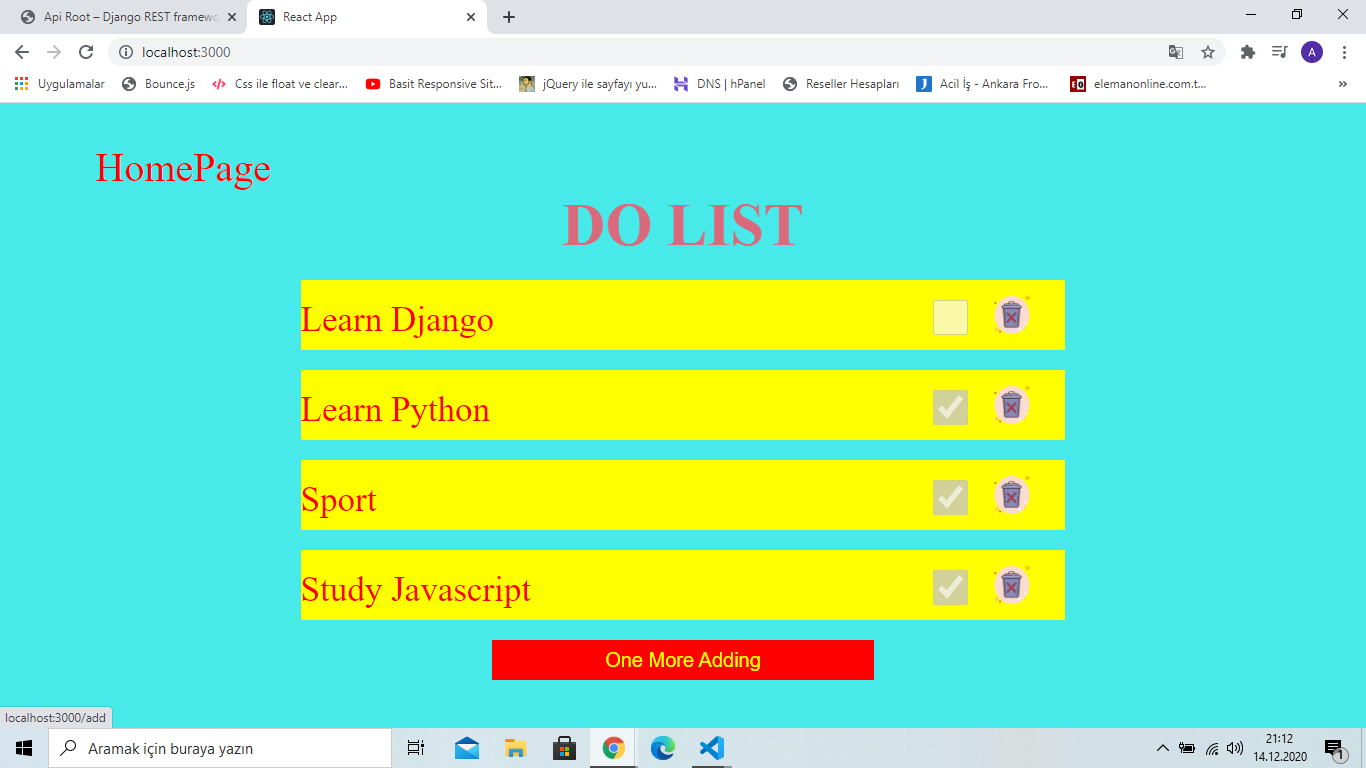 Api Root – Django REST framewo
React App
localhost:3000
A
Uygulamalar
Bounce.js
Css ile float ve clear...
Basit Responsive Sit...
jQuery ile sayfayı yu...
DNS | hPanel
Reseller Hesapları
J
Acil İş - Ankara Fro...
EO
elemanonline.com.t...
»
HomePage
DO LIST
Learn Django
Learn Python
Sport
Study Javascript
One More Adding
localhost:3000/add
Aramak için buraya yazın
21:12
14.12.2020
1